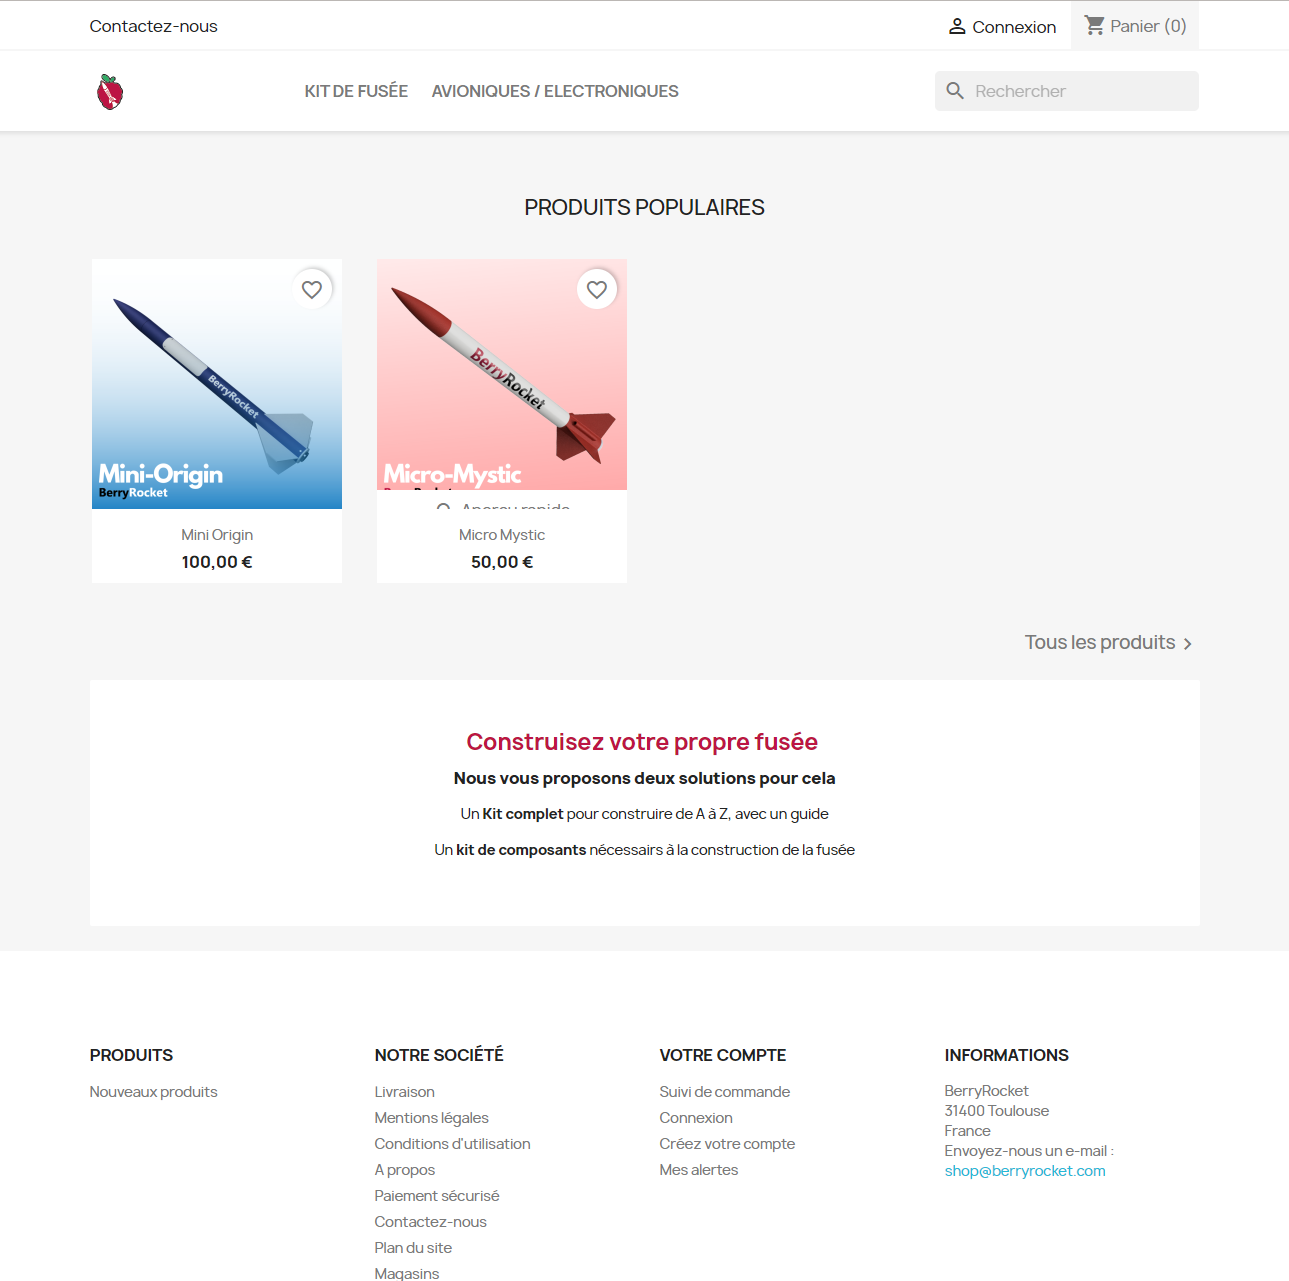 Contactez-nous
Connexion
Panier (0)
KIT DE FUSÉE
AVIONIQUES / ELECTRONIQUES
Rechercher
PRODUITS POPULAIRES
BerryRocket
Mini-Origin
BerryRocket
Mini Origin
100,00 €
BerryRocket
Micro-Mystic
Micro Mystic
50,00 €
Tous les produits
Construisez votre propre fusée
Nous vous proposons deux solutions pour cela
Un Kit complet pour construire de A à Z, avec un guide
Un kit de composants nécessairs à la construction de la fusée
PRODUITS
Nouveaux produits
NOTRE SOCIÉTÉ
Livraison
Mentions légales
Conditions d'utilisation
A propos
Paiement sécurisé
Contactez-nous
Plan du site
Magasins
VOTRE COMPTE
Suivi de commande
Connexion
Créez votre compte
Mes alertes
INFORMATIONS
BerryRocket
31400 Toulouse
France
Envoyez-nous un e-mail :
shop@berryrocket.com